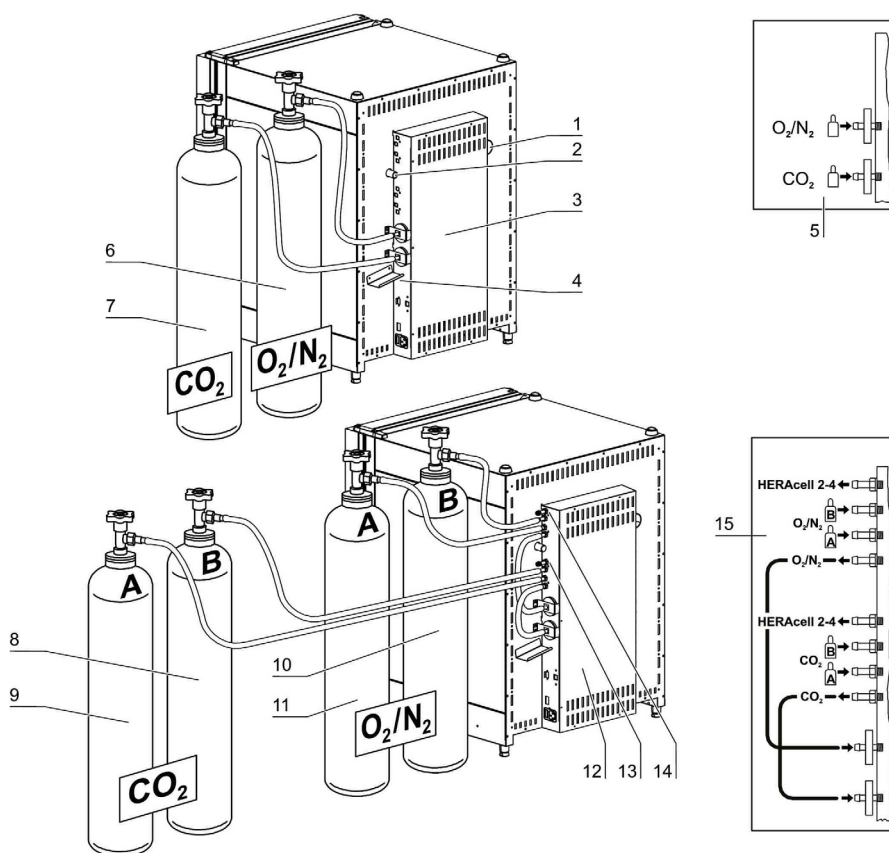 1
2
3
4
6
7
CO₂
O₂/N₂
O₂/N₂
CO₂
5
A
B
A
B
8
9
10
11
CO₂
O₂/N₂
12
13
14
15
HERAcell 2-4
B
O₂/N₂
A
O₂/N₂
HERAcell 2-4
B
CO₂
A
CO₂